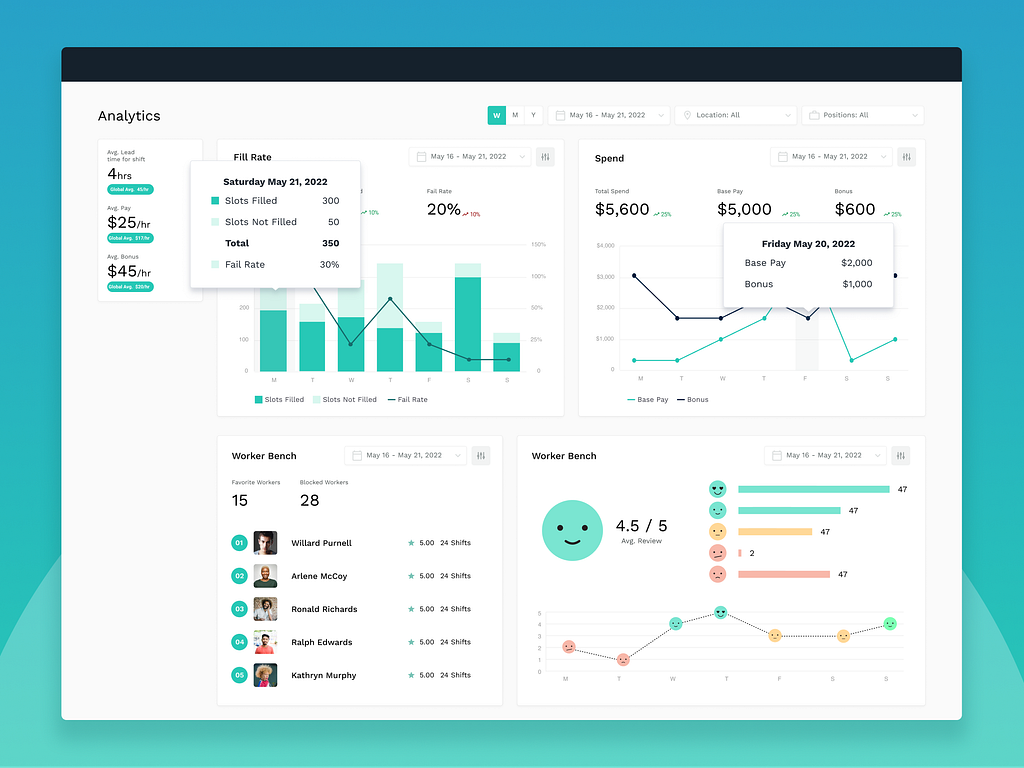 Analytics
W M Y May 16 - May 21, 2022 Location: All Positions: All
Avg. Lead
time for shift
4hrs
Global Avg. 40/hr
Avg. Pay
$25/hr
Global Avg. $17/hr
Avg. Bonus
$45/hr
Global Avg. $20/hr
Fill Rate
May 16 - May 21, 2022
10%
Fail Rate
20% 10%
Saturday May 21, 2022
Slots Filled 300
Slots Not Filled 50
Total 350
Fail Rate 30%
150%
100%
200 50%
100 25%
0 0
M T W T F S S
Slots Filled Slots Not Filled Fail Rate
Spend
May 16 - May 21, 2022
Total Spend Base Pay Bonus
$5,600 25% $5,000 25% $600 25%
Friday May 20, 2022
Base Pay $2,000
Bonus $1,000
$4,000
$3,000
$2,000
$1,000
0
M T W T F S S
Base Pay Bonus
Worker Bench
May 16 - May 21, 2022
Favorite Workers Blocked Workers
15 28
01 Willard Purnell 5.00 24 Shifts
02 Arlene McCoy 5.00 24 Shifts
03 Ronald Richards 5.00 24 Shifts
04 Ralph Edwards 5.00 24 Shifts
05 Kathryn Murphy 5.00 24 Shifts
Worker Bench
May 16 - May 21, 2022
4.5 / 5
Avg. Review
47
47
47
2
47
5
4
3
2
1
0
M T W T F S S